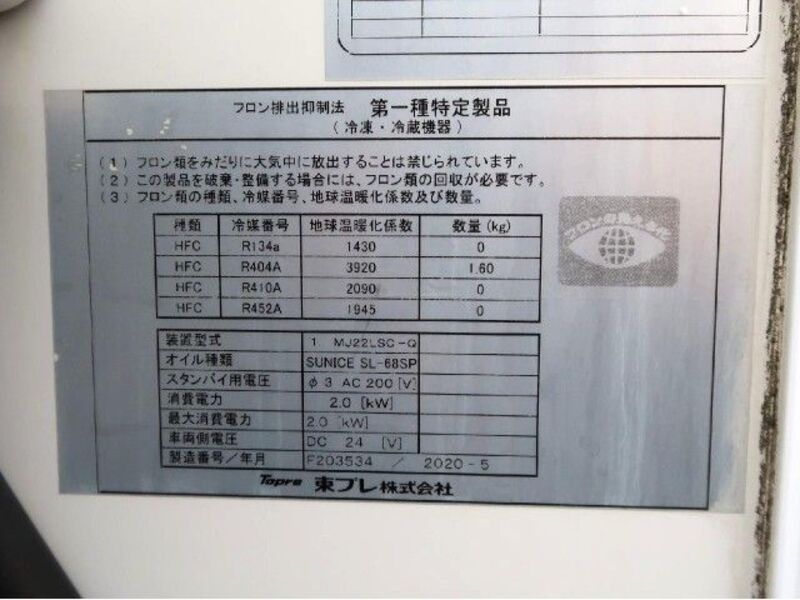 フロン排出抑制法 第一種特定製品
(冷凍・冷蔵機器)
(1) フロン類をみだりに大気中に放出することは禁じられています。
(2) この製品を破棄・整備する場合には、フロン類の回収が必要です。
(3) フロン類の種類、冷媒番号、地球温暖化係数及び数量。
種類 冷媒番号 地球温暖化係数 数量(kg)
HFC R134a 1430 0
HFC R404A 3920 1.60
HFC R410A 2090 0
HFC R452A 1945 0
フロンの見える化
装置型式 1 MJ22LSC-Q
オイル種類 SUNICE SL-68SP
スタンバイ用電圧 φ3 AC200[V]
消費電力 2.0 [kW]
最大消費電力 2.0 [kW]
車両側電圧 DC 24 [V]
製造番号/年月 F203534 / 2020-5
Topre 東プレ株式会社